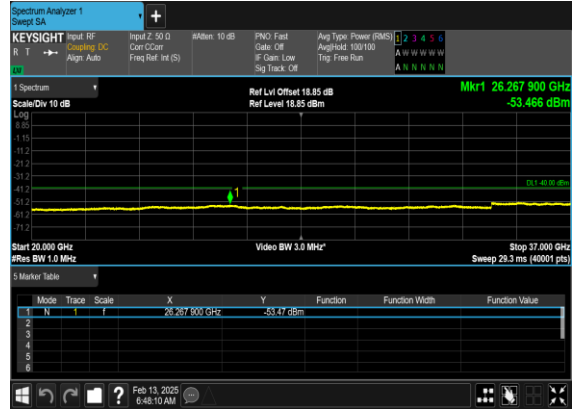 Spectrum Analyzer 1
Swept SA
+
KEYSIGHT Input: RF Input Z: 50 Ω #Atten: 10 dB PNO: Fast Avg Type: Power (RMS) 1 2 3 4 5 6
R T Coupling: DC Corr CCorr Gate: Off Avg|Hold: 100/100 A W W W W W
Align: Auto Freq Ref: Int (S) IF Gain: Low Trig: Free Run
LW Sig Track: Off A N N N N N
1 Spectrum Ref Lvl Offset 18.85 dB Mkr1 26.267 900 GHz
Scale/Div 10 dB Ref Level 18.85 dBm -53.466 dBm
Log
8.85
-1.15
-11.2
-21.2
-31.2
DL1 -40.00 dBm
-41.2
1
-51.2
-61.2
-71.2
Start 20.000 GHz Video BW 3.0 MHz* Stop 37.000 GHz
#Res BW 1.0 MHz Sweep 29.3 ms (40001 pts)
5 Marker Table
Mode Trace Scale X Y Function Function Width Function Value
1 N 1 f 26.267 900 GHz -53.47 dBm
2
3
4
5
6
? Feb 13, 2025
6:48:10 AM